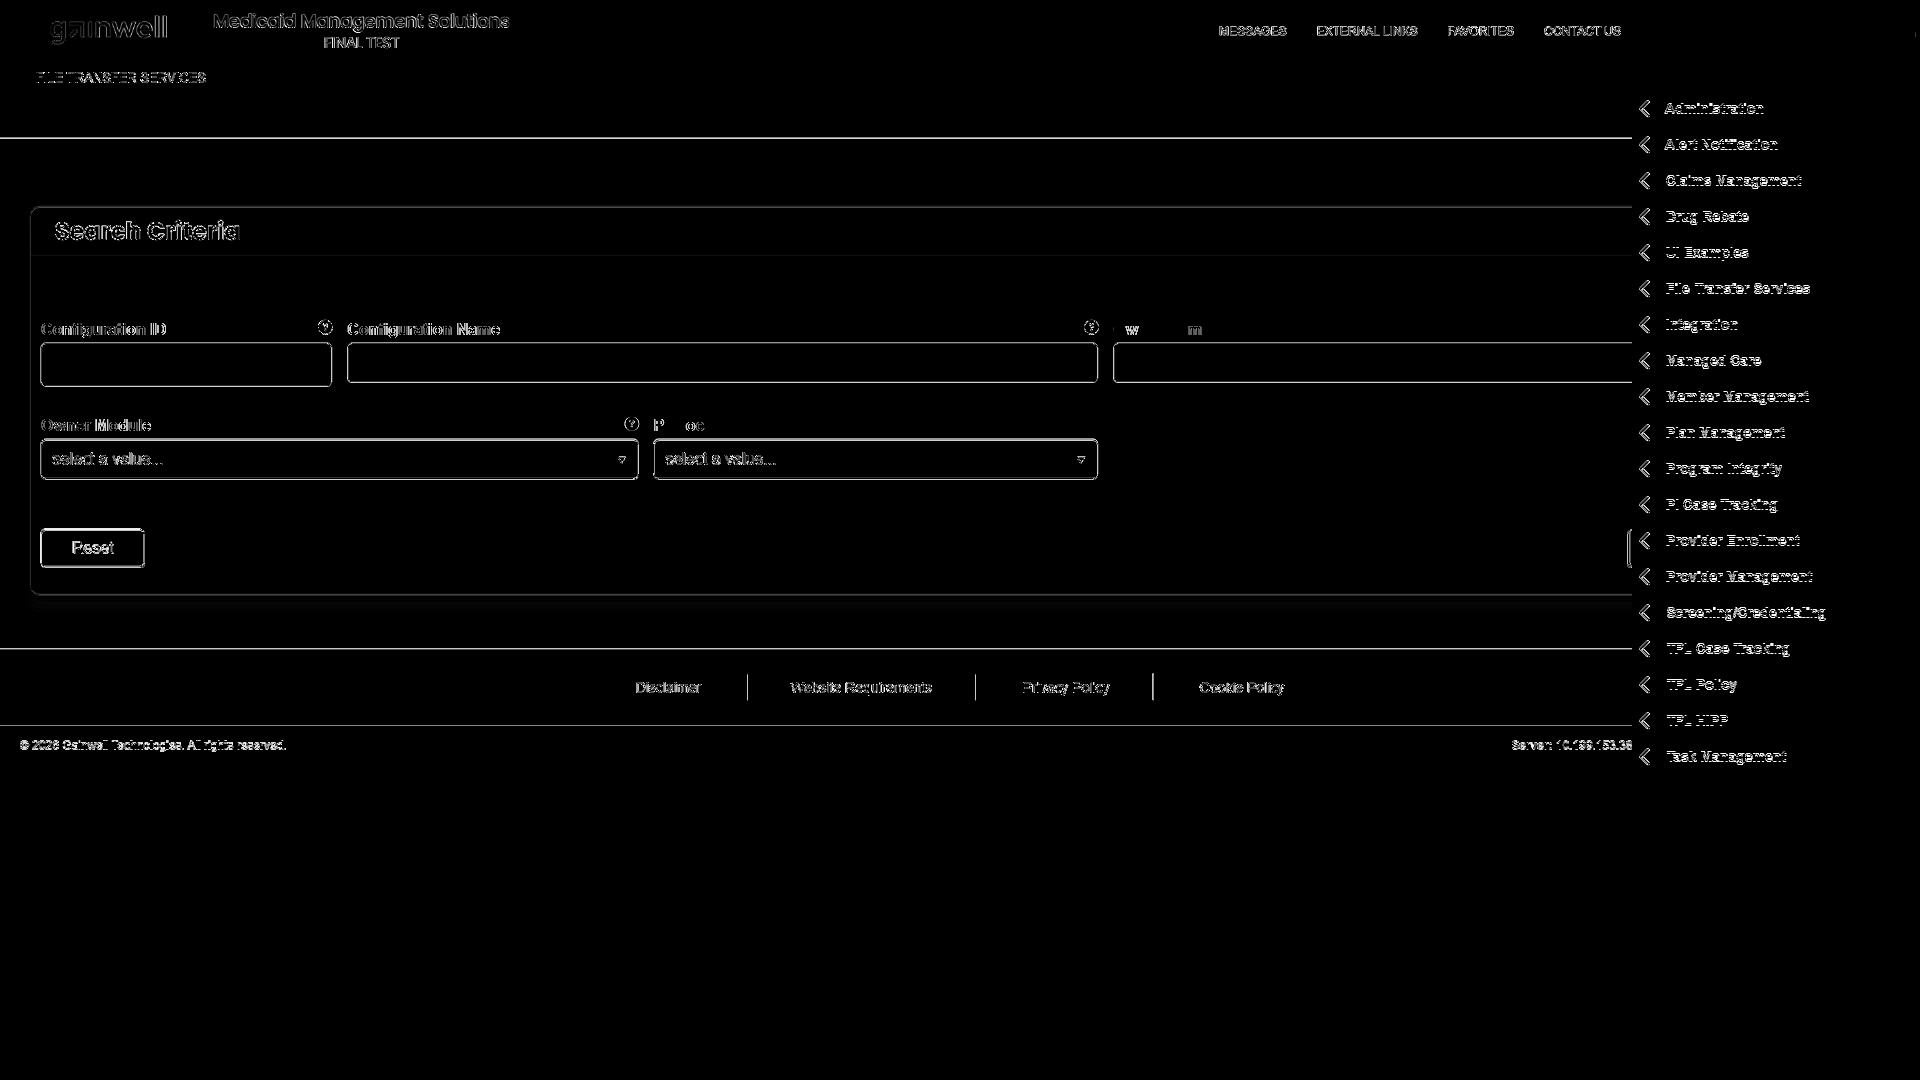 gainwell
Medicaid Management Solutions
FINAL TEST
MESSAGES EXTERNAL LINKS FAVORITES CONTACT US
FILE TRANSFER SERVICES
Administration
Alert Notification
Claims Management
Drug Rebate
UI Examples
File Transfer Services
Integration
Managed Care
Member Management
Plan Management
Program Integrity
PI Case Tracking
Provider Enrollment
Provider Management
Screening/Credentialing
TPL Case Tracking
TPL Policy
TPL HIPP
Task Management
Search Criteria
Configuration ID
Configuration Name
w m
Owner Module
P oc
select a value...
select a value...
Reset
Disclaimer
Website Requirements
Privacy Policy
Cookie Policy
© 2026 Gainwell Technologies. All rights reserved.
Server: 10.199.153.38